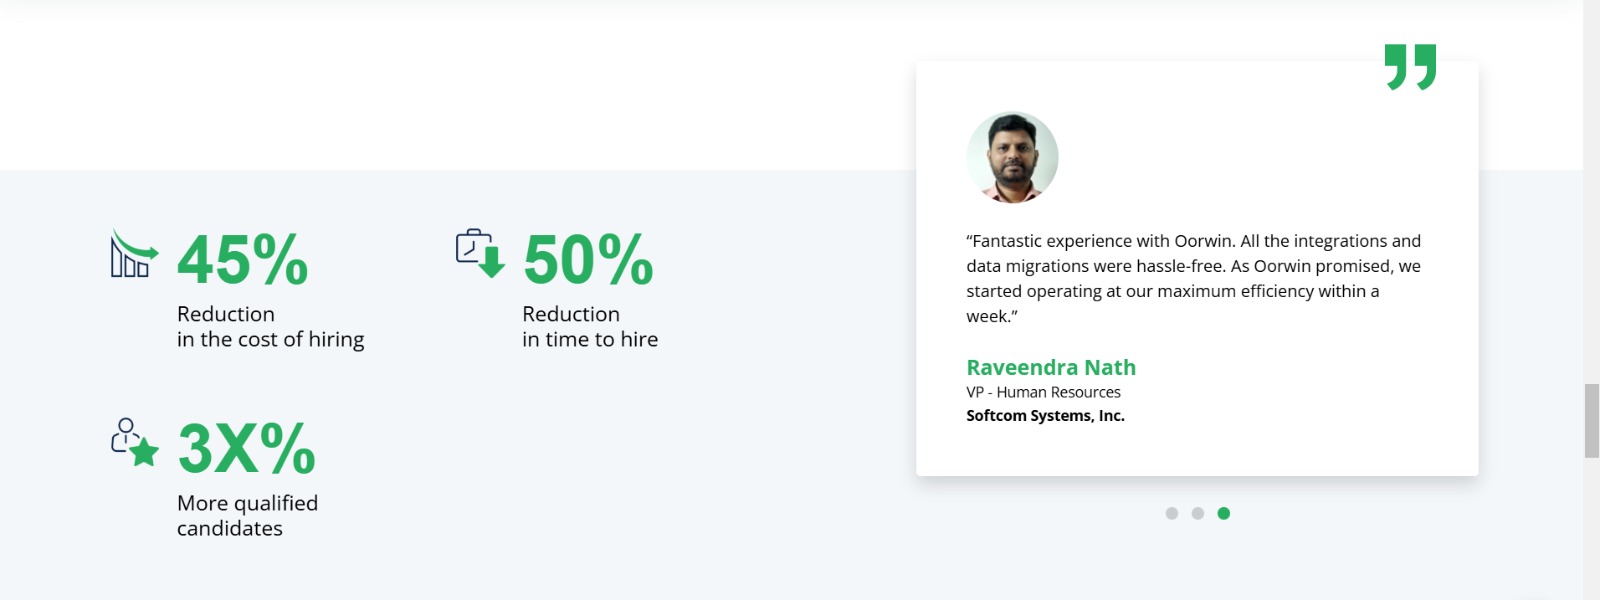 45%
Reduction
in the cost of hiring
50%
Reduction
in time to hire
3X%
More qualified
candidates
”
“Fantastic experience with Oorwin. All the integrations and
data migrations were hassle-free. As Oorwin promised, we
started operating at our maximum efficiency within a
week.”
Raveendra Nath
VP - Human Resources
Softcom Systems, Inc.